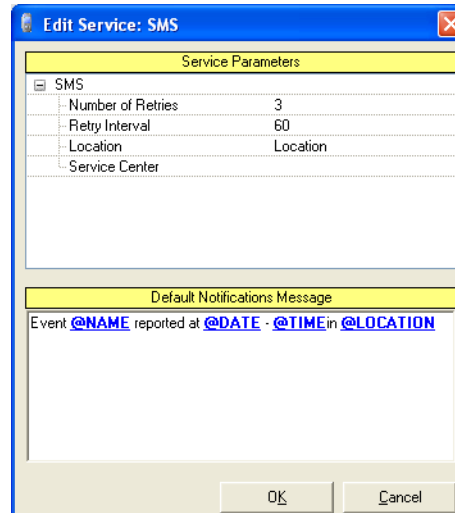 Edit Service: SMS
Service Parameters
SMS
Number of Retries 3
Retry Interval 60
Location Location
Service Center
Default Notifications Message
Event @NAME reported at @DATE - @TIMEin @LOCATION
OK Cancel